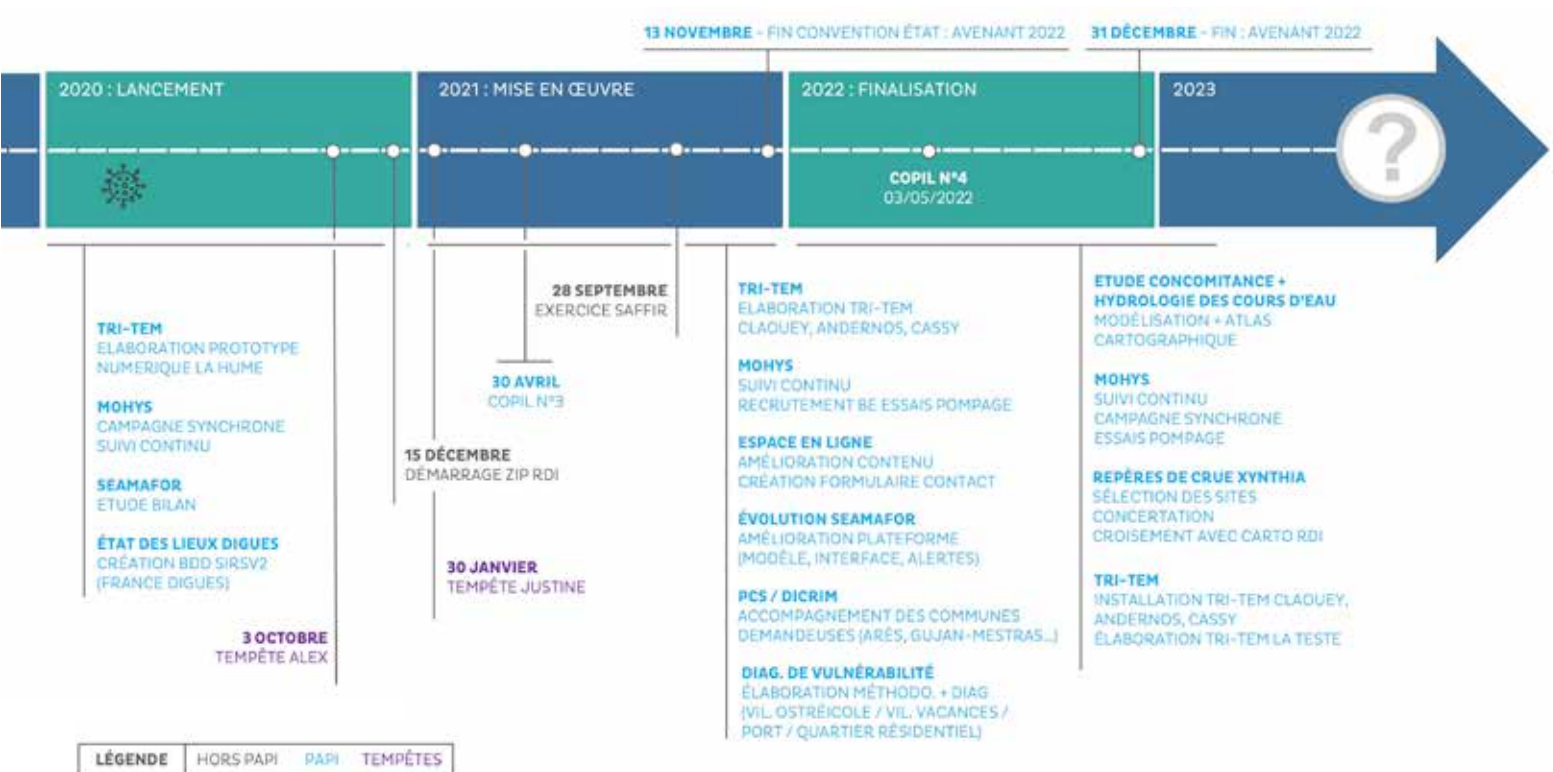 13 NOVEMBRE - FIN CONVENTION ÉTAT : AVENANT 2022
31 DÉCEMBRE - FIN : AVENANT 2022
2020 : LANCEMENT
2021 : MISE EN ŒUVRE
2022 : FINALISATION
2023
?
COPIL N°4
03/05/2022
TRI-TEM
ELABORATION PROTOTYPE
NUMERIQUE LA HUME
MOHYS
CAMPAGNE SYNCHRONE
SUIVI CONTINU
SEAMAFOR
ETUDE BILAN
ÉTAT DES LIEUX DIGUES
CRÉATION BDD SIRSV2
(FRANCE DIGUES)
3 OCTOBRE
TEMPÊTE ALEX
15 DÉCEMBRE
DÉMARRAGE ZIP RDI
30 JANVIER
TEMPÊTE JUSTINE
30 AVRIL
COPIL N°3
28 SEPTEMBRE
EXERCICE SAFFIR
TRI-TEM
ELABORATION TRI-TEM
CLAOUEY, ANDERNOS, CASSY
MOHYS
SUIVI CONTINU
RECRUTEMENT BE ESSAIS POMPAGE
ESPACE EN LIGNE
AMÉLIORATION CONTENU
CRÉATION FORMULAIRE CONTACT
ÉVOLUTION SEAMAFOR
AMÉLIORATION PLATEFORME
(MODÈLE, INTERFACE, ALERTES)
PCS / DICRIM
ACCOMPAGNEMENT DES COMMUNES
DEMANDEUSES (ARÈS, GUJAN-MESTRAS...)
DIAG. DE VULNÉRABILITÉ
ÉLABORATION MÉTHODO. + DIAG
(VIL. OSTRÉICOLE / VIL. VACANCES /
PORT / QUARTIER RÉSIDENTIEL)
ETUDE CONCOMITANCE +
HYDROLOGIE DES COURS D'EAU
MODÉLISATION + ATLAS
CARTOGRAPHIQUE
MOHYS
SUIVI CONTINU
CAMPAGNE SYNCHRONE
ESSAIS POMPAGE
REPÈRES DE CRUE XYNTHIA
SÉLECTION DES SITES
CONCERTATION
CROISEMENT AVEC CARTO RDI
TRI-TEM
INSTALLATION TRI-TEM CLAOUEY,
ANDERNOS, CASSY
ÉLABORATION TRI-TEM LA TESTE
LÉGENDE HORS PAPI PAPI TEMPÊTES